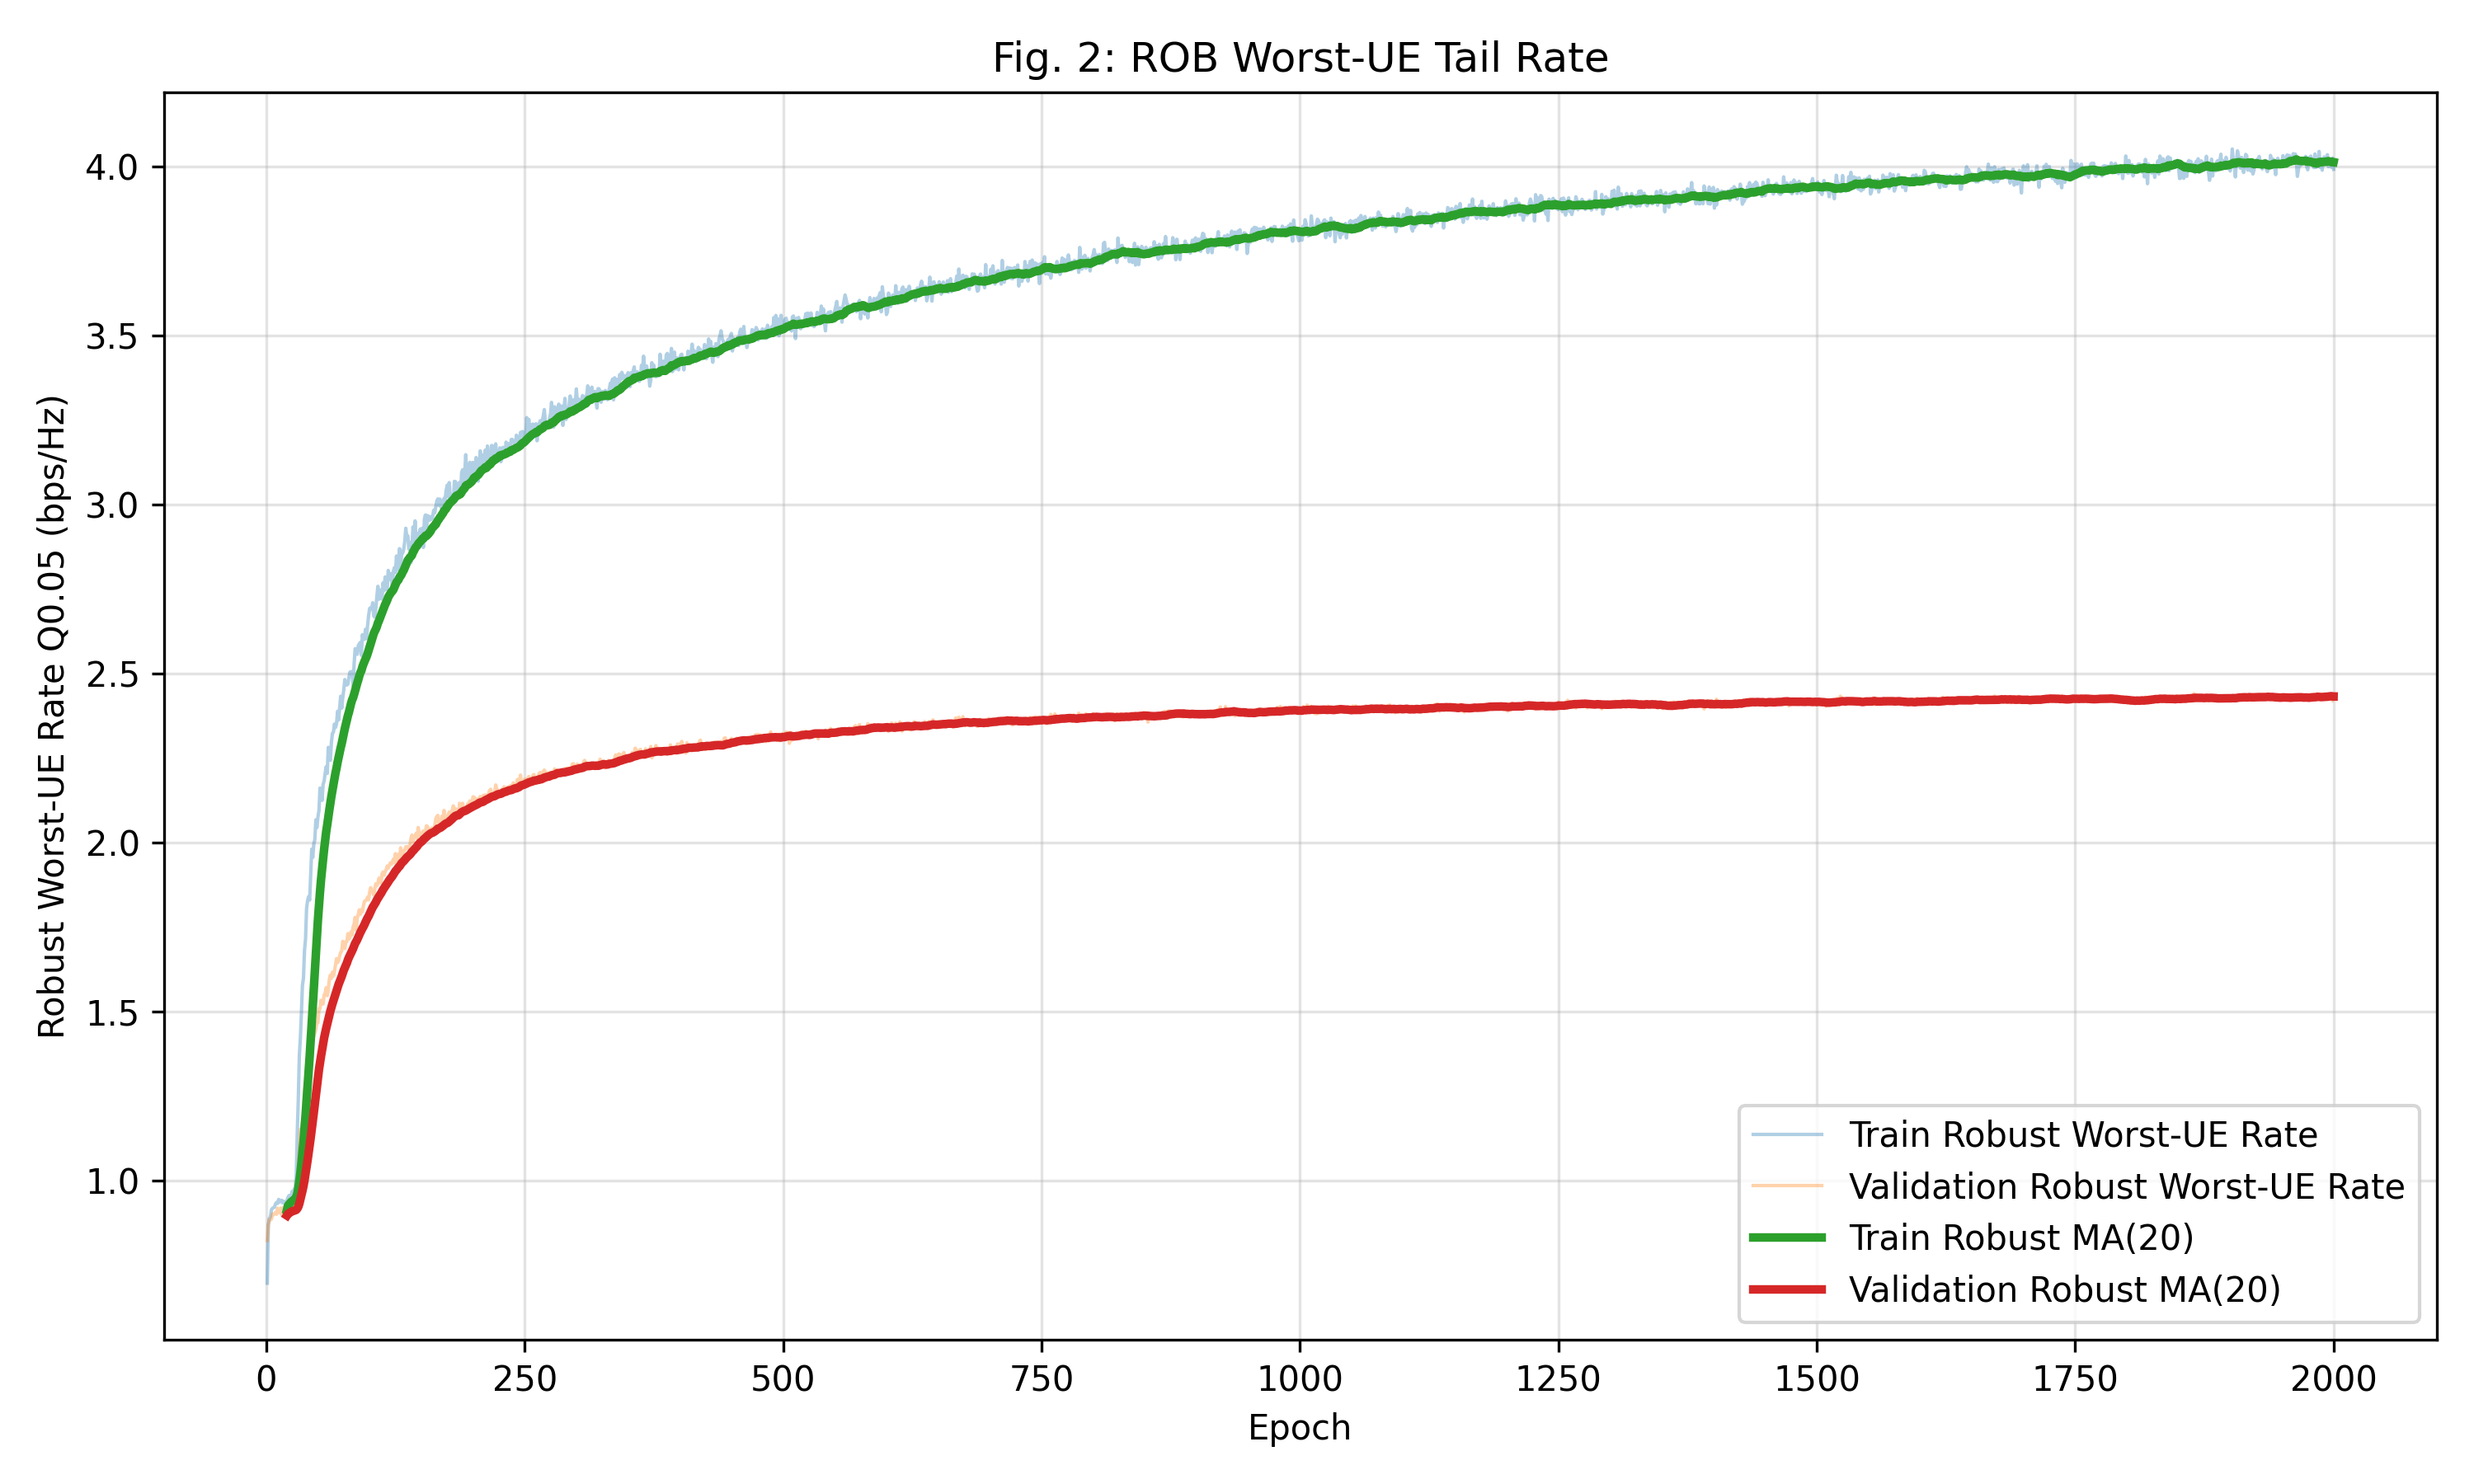 Fig. 2: ROB Worst-UE Tail Rate
Robust Worst-UE Rate Q0.05 (bps/Hz)
4.0
3.5
3.0
2.5
2.0
1.5
1.0
Train Robust Worst-UE Rate
Validation Robust Worst-UE Rate
Train Robust MA(20)
Validation Robust MA(20)
0 250 500 750 1000 1250 1500 1750 2000
Epoch